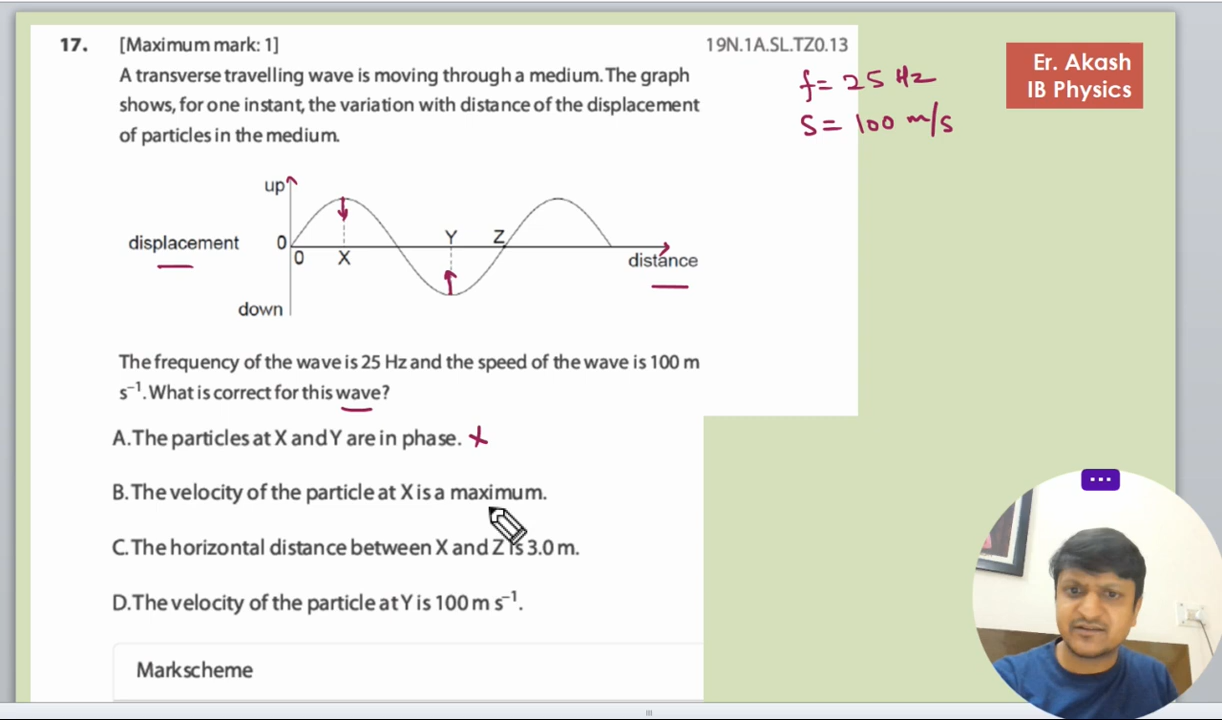 17. [Maximum mark: 1] 19N.1A.SL.TZ0.13
A transverse travelling wave is moving through a medium. The graph
shows, for one instant, the variation with distance of the displacement
of particles in the medium.
f = 25 Hz
S = 100 m/s
Er. Akash
IB Physics
up
Y Z
displacement 0
0 X distance
down
The frequency of the wave is 25 Hz and the speed of the wave is 100 m
s⁻¹. What is correct for this wave?
A. The particles at X and Y are in phase. ×
B. The velocity of the particle at X is a maximum.
C. The horizontal distance between X and Z is 3.0 m.
D. The velocity of the particle at Y is 100 m s⁻¹.
Markscheme